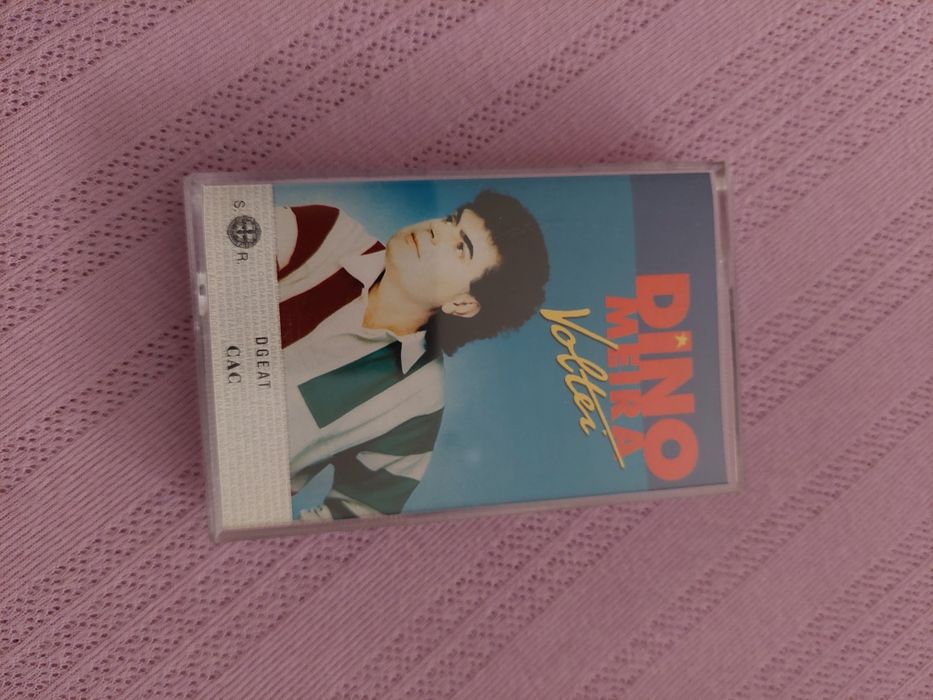 DINO
MEIRA
Voltei
DGEAT
CAC
S. R.